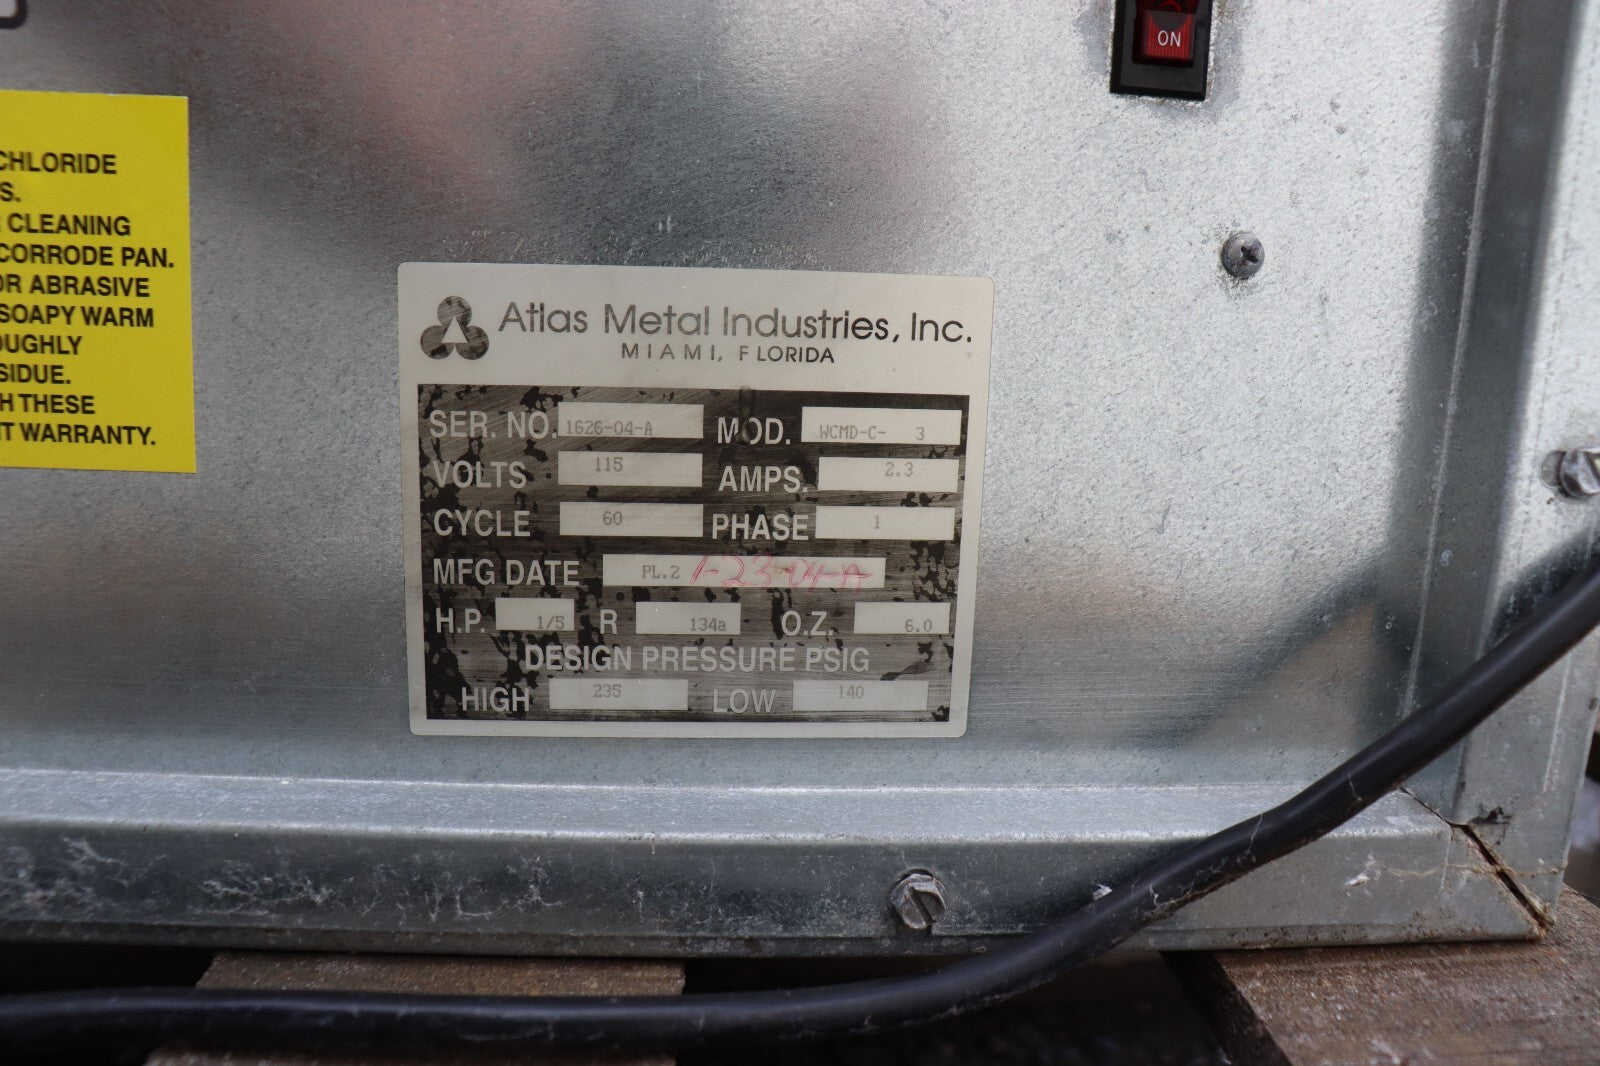 ON
CHLORIDE
S.
CLEANING
CORRODE PAN.
OR ABRASIVE
SOAPY WARM
OUGHLY
SIDUE.
H THESE
IT WARRANTY.
Atlas Metal Industries, Inc.
MIAMI, FLORIDA
SER. NO. 1626-04-A MOD. WCMD-C- 3
VOLTS 115 AMPS. 2.3
CYCLE 60 PHASE 1
MFG DATE PL.2 1-23-04-A
H.P. 1/5 R 134a O.Z. 6.0
DESIGN PRESSURE PSIG
HIGH 235 LOW 140